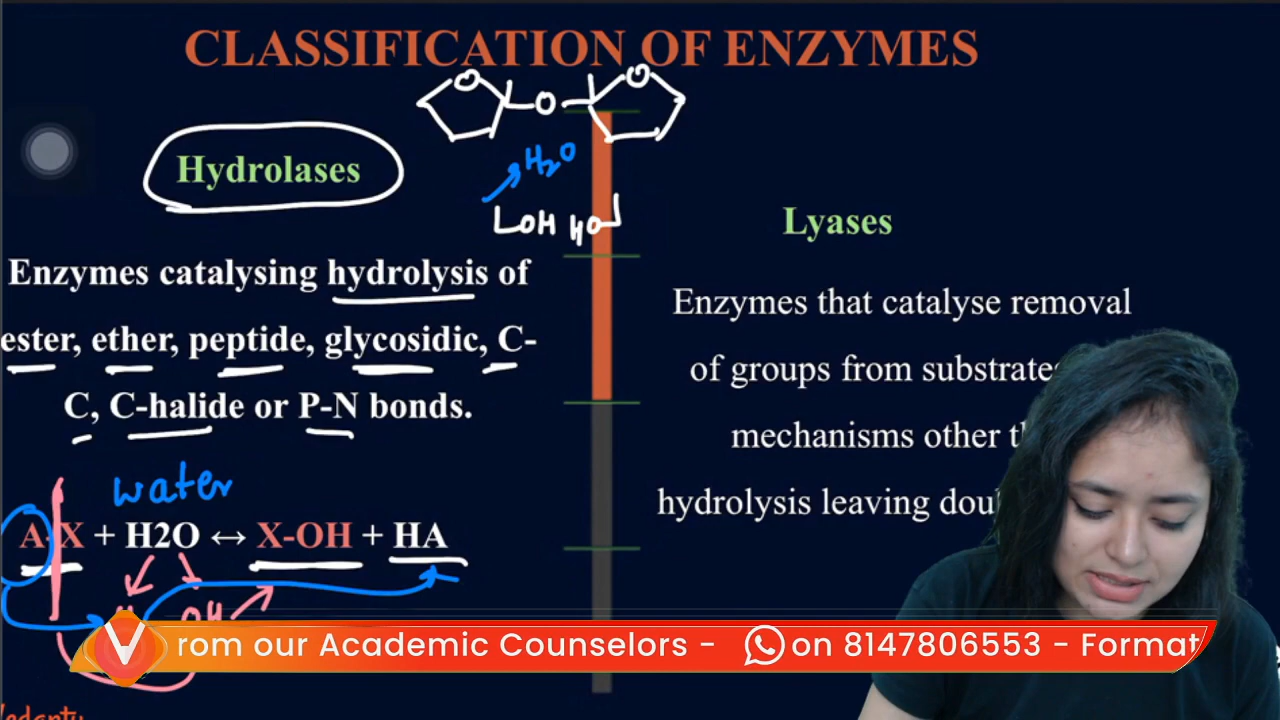 CLASSIFICATION OF ENZYMES
O
O
O
H2O
OH HO
Hydrolases
Enzymes catalysing hydrolysis of
ester, ether, peptide, glycosidic, C-
C, C-halide or P-N bonds.
water
A-X + H2O ↔ X-OH + HA
OH
Lyases
Enzymes that catalyse removal
of groups from substrate
mechanisms other
hydrolysis leaving
V
rom our Academic Counselors - on 8147806553 - Format